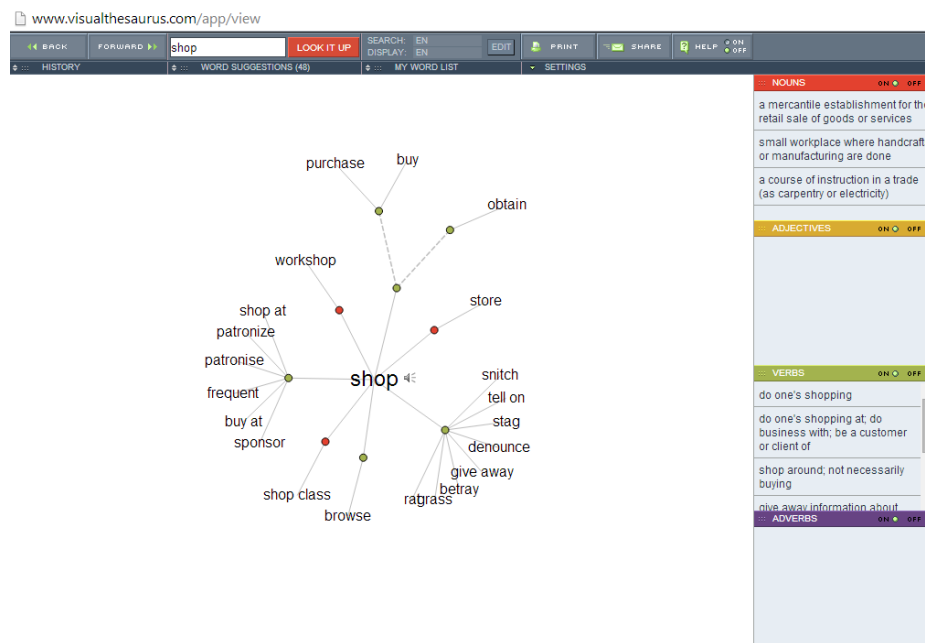 www.visualthesaurus.com/app/view
BACK
FORWARD
shop
LOOK IT UP
SEARCH: EN
DISPLAY: EN
EDIT
PRINT
SHARE
HELP
ON
OFF
HISTORY
WORD SUGGESTIONS (48)
MY WORD LIST
SETTINGS
purchase
buy
obtain
workshop
store
shop at
patronize
patronise
frequent
buy at
sponsor
shop
snitch
tell on
stag
denounce
give away
betray
rat
grass
shop class
browse
NOUNS ON OFF
a mercantile establishment for the
retail sale of goods or services
small workplace where handcraft
or manufacturing are done
a course of instruction in a trade
(as carpentry or electricity)
ADJECTIVES ON OFF
VERBS ON OFF
do one's shopping
do one's shopping at; do
business with; be a customer
or client of
shop around; not necessarily
buying
give away information about
ADVERBS ON OFF